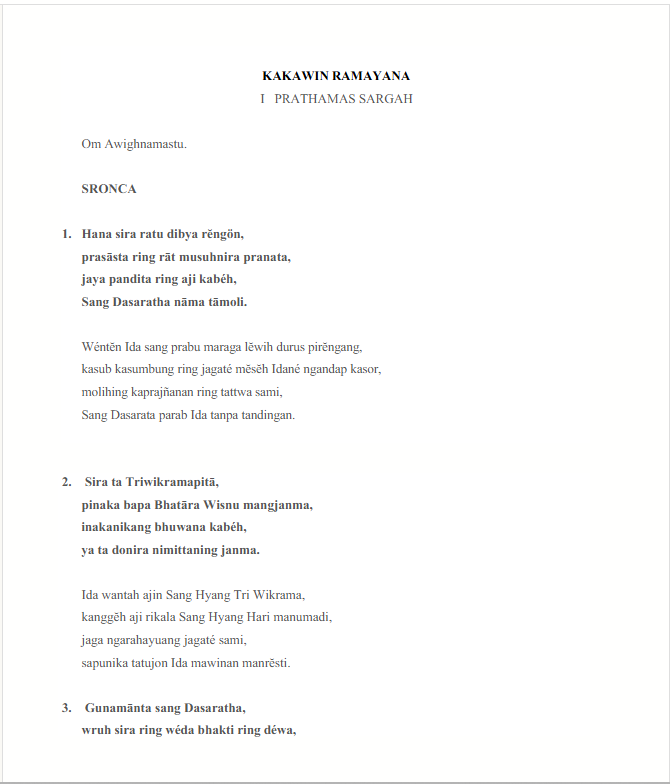 KAKAWIN RAMAYANA
I PRATHAMAS SARGAH
Om Awighnamastu.
SRONCA
1. Hana sira ratu dibya rĕngön,
prasāsta ring rāt musuhnira pranata,
jaya pandita ring aji kabéh,
Sang Dasaratha nāma tāmoli.
Wéntĕn Ida sang prabu maraga lĕwih durus pirĕngang,
kasub kasumbung ring jagaté mĕsĕh Idané ngandap kasor,
molihing kaprajñanan ring tattwa sami,
Sang Dasarata parab Ida tanpa tandingan.
2. Sira ta Triwikramapitā,
pinaka bapa Bhatāra Wisnu mangjanma,
inakanikang bhuwana kabéh,
ya ta donira nimittaning janma.
Ida wantah ajin Sang Hyang Tri Wikrama,
kanggĕh aji rikala Sang Hyang Hari manumadi,
jaga ngarahayuang jagaté sami,
sapunika tatujon Ida mawinan manrĕsti.
3. Gunamānta sang Dasaratha,
wruh sira ring wéda bhakti ring déwa,